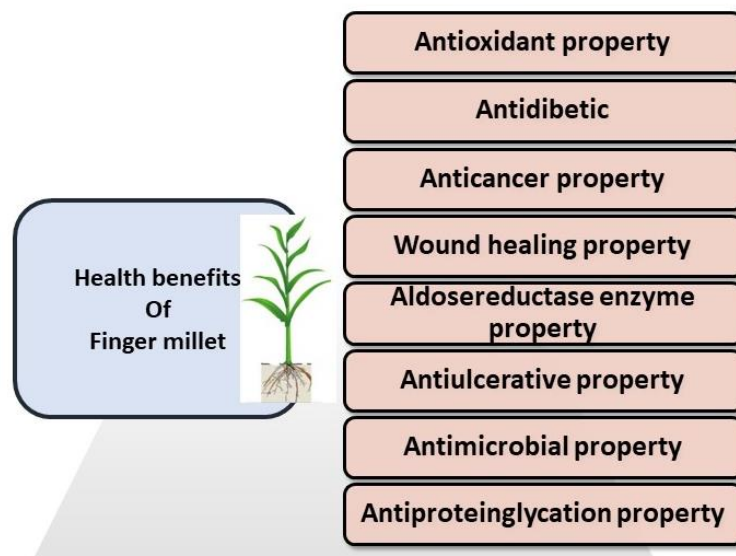 Health benefits
Of
Finger millet
Antioxidant property
Antidibetic
Anticancer property
Wound healing property
Aldosereductase enzyme
property
Antiulcerative property
Antimicrobial property
Antiproteinglycation property